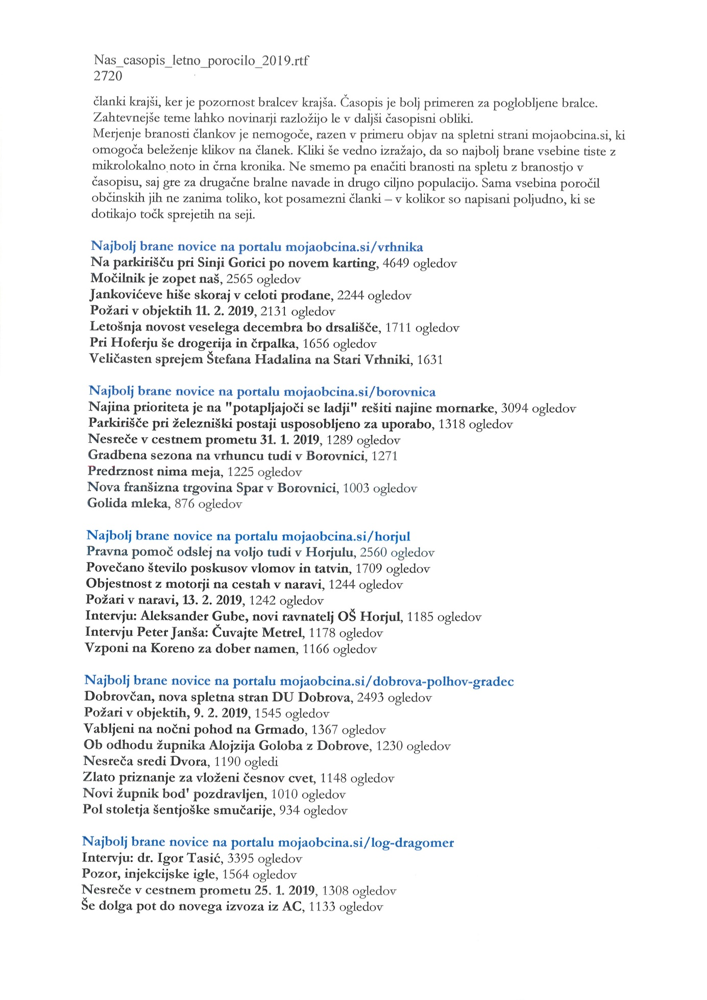 Nas_casopis_letno_porocilo_2019.rtf
2720
članki krajši, ker je pozornost bralcev krajša. Časopis je bolj primeren za poglobljene bralce.
Zahtevnejše teme lahko novinarji razložijo le v daljši časopisni obliki.
Merjenje branosti člankov je nemogoče, razen v primeru objav na spletni strani mojaobcina.si, ki
omogoča beleženje klikov na članek. Kliki še vedno izražajo, da so najbolj brane vsebine tiste z
mikrolokalno noto in črna kronika. Ne smemo pa enačiti branosti na spletu z branostjo v
časopisu, saj gre za drugačne bralne navade in drugo ciljno populacijo. Sama vsebina poročil
občinskih jih ne zanima toliko, kot posamezni članki – v kolikor so napisani poljudno, ki se
dotikajo točk sprejetih na seji.
Najbolj brane novice na portalu mojaobcina.si/vrhnika
Na parkirišču pri Sinji Gorici po novem karting, 4649 ogledov
Močilnik je zopet naš, 2565 ogledov
Jankovićeve hiše skoraj v celoti prodane, 2244 ogledov
Požari v objektih 11. 2. 2019, 2131 ogledov
Letošnja novost veselega decembra bo drsališče, 1711 ogledov
Pri Hoferju še drogerija in črpalka, 1656 ogledov
Veličasten sprejem Štefana Hadalina na Stari Vrhniki, 1631
Najbolj brane novice na portalu mojaobcina.si/borovnica
Najina prioriteta je na "potapljajoči se ladji" rešiti najine mornarke, 3094 ogledov
Parkirišče pri železniški postaji usposobljeno za uporabo, 1318 ogledov
Nesreče v cestnem prometu 31. 1. 2019, 1289 ogledov
Gradbena sezona na vrhuncu tudi v Borovnici, 1271
Predrznost nima meja, 1225 ogledov
Nova franšizna trgovina Spar v Borovnici, 1003 ogledov
Golida mleka, 876 ogledov
Najbolj brane novice na portalu mojaobcina.si/horjul
Pravna pomoč odslej na voljo tudi v Horjulu, 2560 ogledov
Povečano število poskusov vlomov in tatvin, 1709 ogledov
Objestnost z motorji na cestah v naravi, 1244 ogledov
Požari v naravi, 13. 2. 2019, 1242 ogledov
Intervju: Aleksander Gube, novi ravnatelj OŠ Horjul, 1185 ogledov
Intervju Peter Janša: Čuvajte Metrel, 1178 ogledov
Vzponi na Koreno za dober namen, 1166 ogledov
Najbolj brane novice na portalu mojaobcina.si/dobrova-polhov-gradec
Dobrovčan, nova spletna stran DU Dobrova, 2493 ogledov
Požari v objektih, 9. 2. 2019, 1545 ogledov
Vabljeni na nočni pohod na Grmado, 1367 ogledov
Ob odhodu župnika Alojzija Goloba z Dobrove, 1230 ogledov
Nesreča sredi Dvora, 1190 ogledi
Zlato priznanje za vloženi česnov cvet, 1148 ogledov
Novi župnik bod' pozdravljen, 1010 ogledov
Pol stoletja šentjoške smučarije, 934 ogledov
Najbolj brane novice na portalu mojaobcina.si/log-dragomer
Intervju: dr. Igor Tasić, 3395 ogledov
Pozor, injekcijske igle, 1564 ogledov
Nesreče v cestnem prometu 25. 1. 2019, 1308 ogledov
Še dolga pot do novega izvoza iz AC, 1133 ogledov